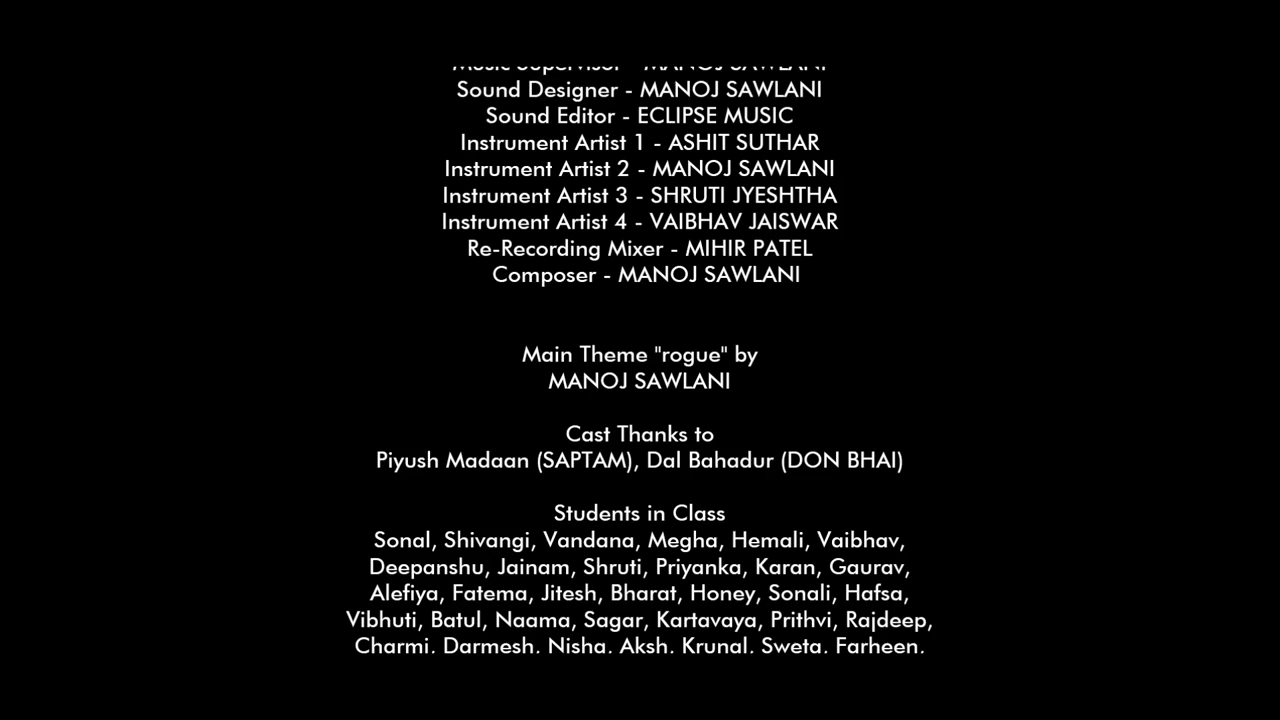 Music Supervisor - MANOJ SAWLANI
Sound Designer - MANOJ SAWLANI
Sound Editor - ECLIPSE MUSIC
Instrument Artist 1 - ASHIT SUTHAR
Instrument Artist 2 - MANOJ SAWLANI
Instrument Artist 3 - SHRUTI JYESHTHA
Instrument Artist 4 - VAIBHAV JAISWAR
Re-Recording Mixer - MIHIR PATEL
Composer - MANOJ SAWLANI
Main Theme "rogue" by
MANOJ SAWLANI
Cast Thanks to
Piyush Madaan (SAPTAM), Dal Bahadur (DON BHAI)
Students in Class
Sonal, Shivangi, Vandana, Megha, Hemali, Vaibhav,
Deepanshu, Jainam, Shruti, Priyanka, Karan, Gaurav,
Alefiya, Fatema, Jitesh, Bharat, Honey, Sonali, Hafsa,
Vibhuti, Batul, Naama, Sagar, Kartavaya, Prithvi, Rajdeep,
Charmi, Darmesh, Nisha, Aksh, Krunal, Sweta, Farheen,